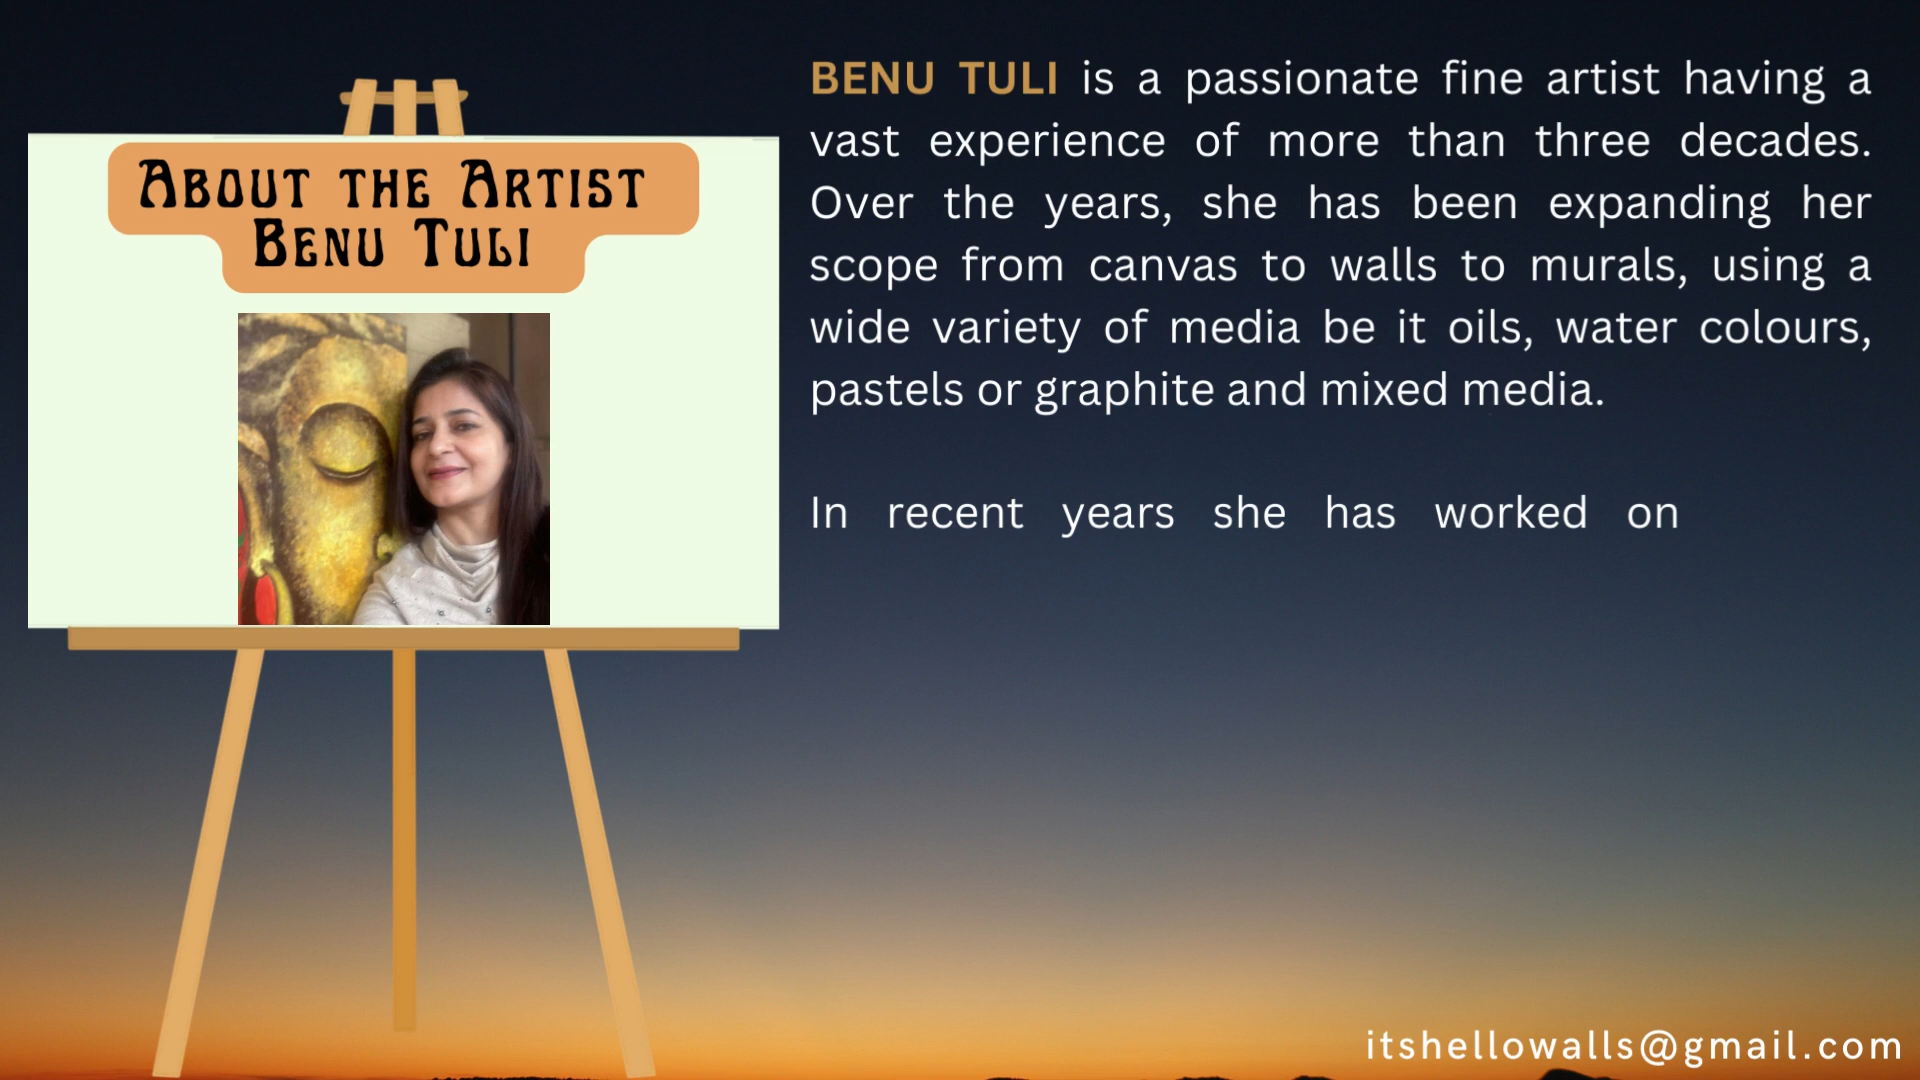 About the Artist
Benu Tuli
BENU TULI is a passionate fine artist having a
vast experience of more than three decades.
Over the years, she has been expanding her
scope from canvas to walls to murals, using a
wide variety of media be it oils, water colours,
pastels or graphite and mixed media.
In recent years she has worked on
itshellowalls@gmail.com